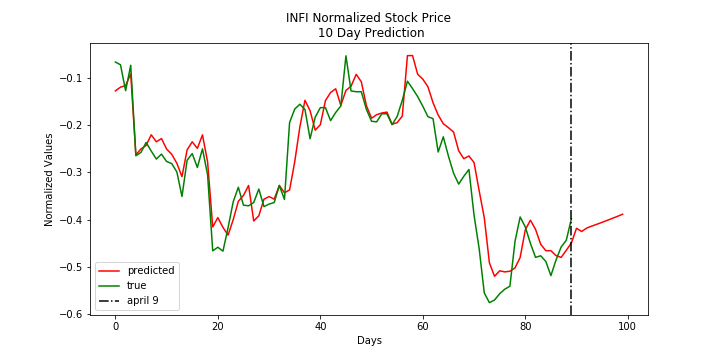 INFI Normalized Stock Price
10 Day Prediction
Normalized Values
−0.1
−0.2
−0.3
−0.4
−0.5
−0.6
predicted
true
april 9
0
20
40
60
80
100
Days